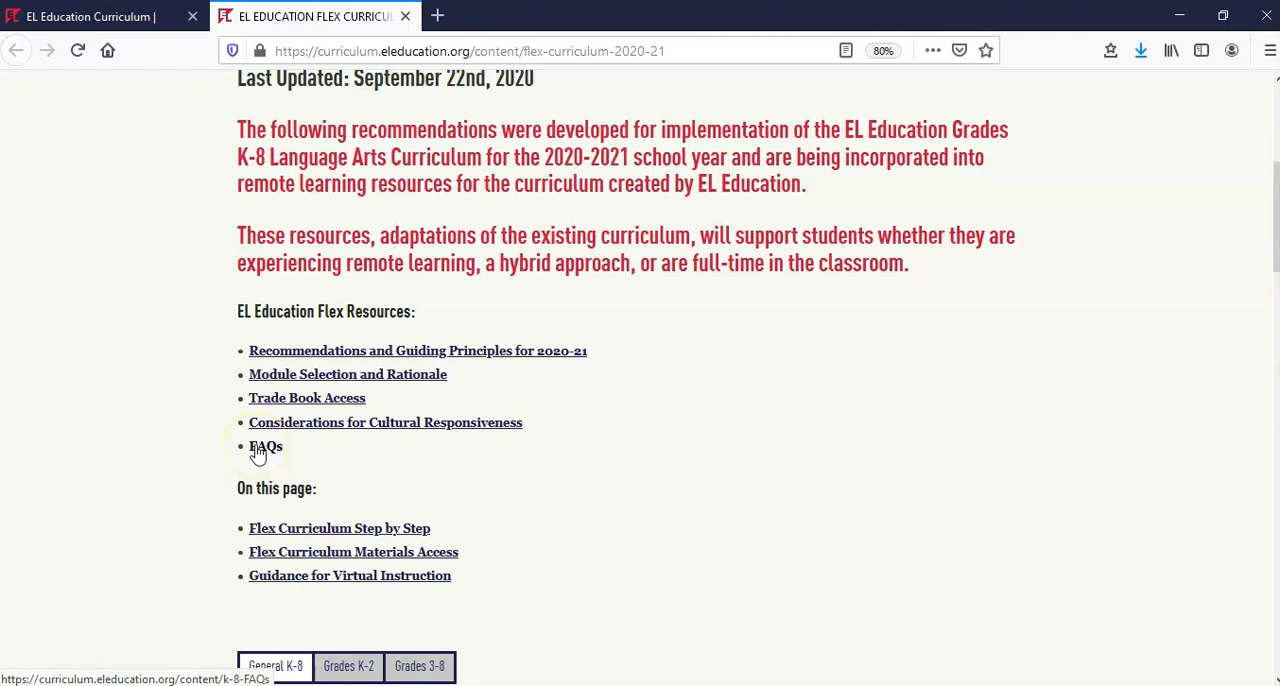 EL Education Curriculum |
EL EDUCATION FLEX CURRICUL
https://curriculum.eleducation.org/content/flex-curriculum-2020-21
80%
Last Updated: September 22nd, 2020
The following recommendations were developed for implementation of the EL Education Grades
K-8 Language Arts Curriculum for the 2020-2021 school year and are being incorporated into
remote learning resources for the curriculum created by EL Education.
These resources, adaptations of the existing curriculum, will support students whether they are
experiencing remote learning, a hybrid approach, or are full-time in the classroom.
EL Education Flex Resources:
• Recommendations and Guiding Principles for 2020-21
• Module Selection and Rationale
• Trade Book Access
• Considerations for Cultural Responsiveness
• FAQs
On this page:
• Flex Curriculum Step by Step
• Flex Curriculum Materials Access
• Guidance for Virtual Instruction
General K-8 Grades K-2 Grades 3-8
https://curriculum.eleducation.org/content/k-8-FAQs